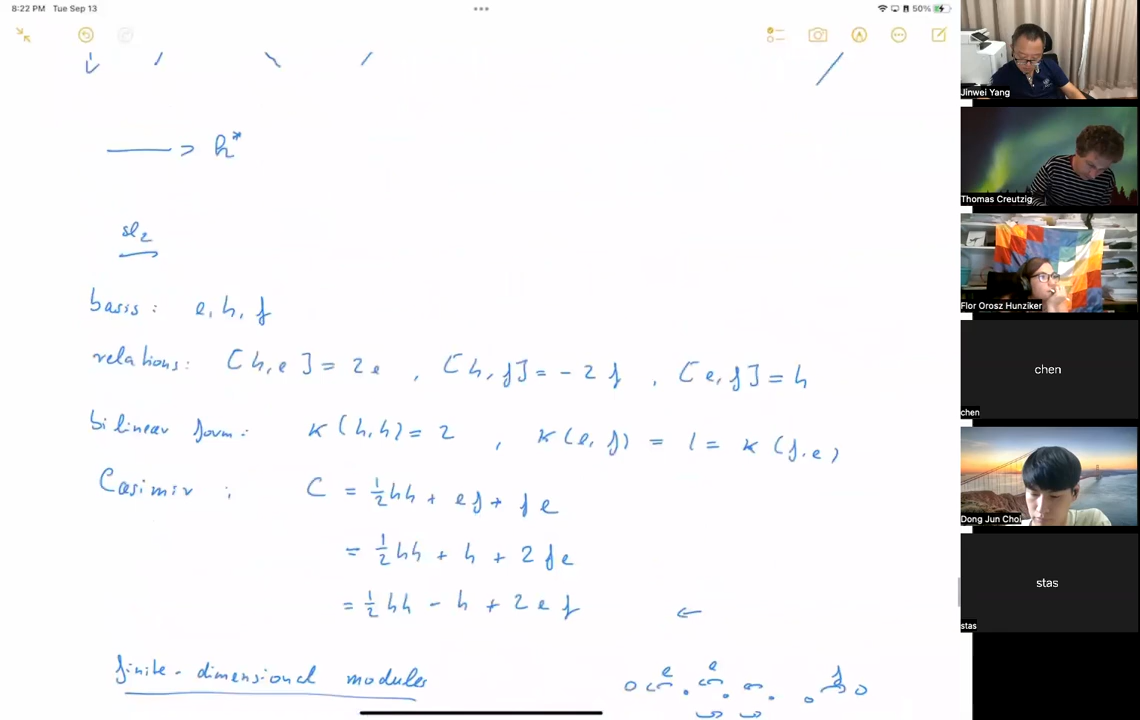 8:22 PM Tue Sep 13
50%
h*
sl₂
basis: e, h, f
relations: [h, e] = 2e , [h, f] = -2f , [e, f] = h
bilinear form: κ(h, h) = 2 , κ(e, f) = 1 = κ(f, e)
Casimir : C = ½hh + ef + fe
= ½hh + h + 2fe
= ½hh - h + 2ef ←
finite-dimensional modules
e e f
Jinwei Yang
Thomas Creutzig
Flor Orosz Hunziker
chen
chen
Dong Jun Choi
stas
stas